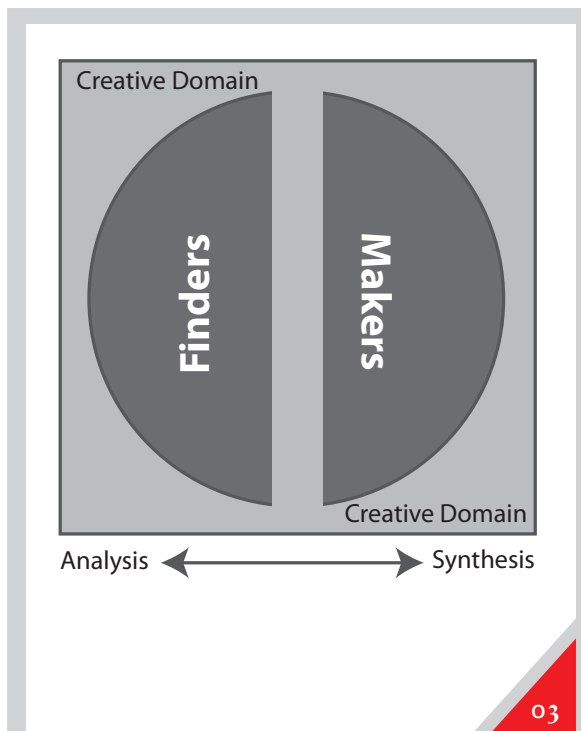 Creative Domain
Finders
Makers
Creative Domain
Analysis
Synthesis
03